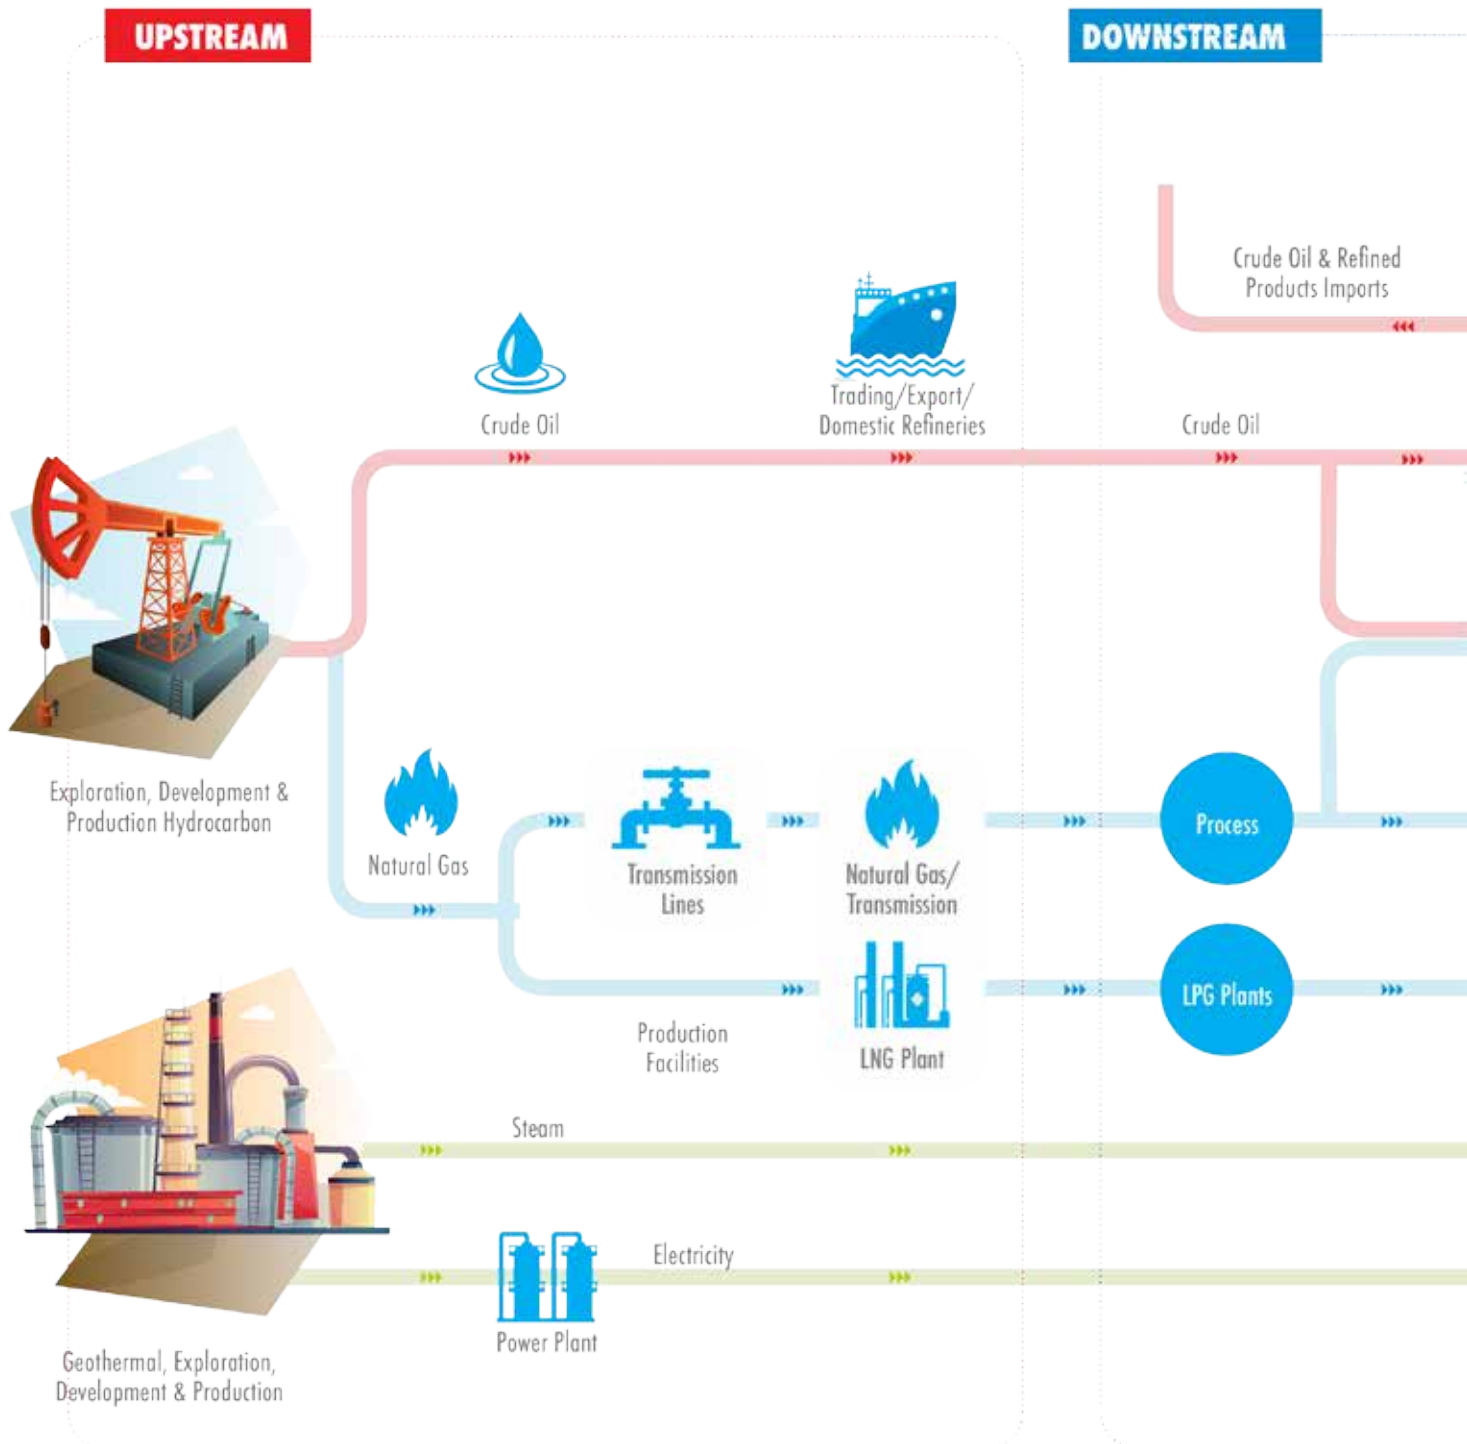 UPSTREAM
DOWNSTREAM
Crude Oil & Refined
Products Imports
Crude Oil
Trading/Export/
Domestic Refineries
Crude Oil
Exploration, Development &
Production Hydrocarbon
Natural Gas
Transmission
Lines
Natural Gas/
Transmission
Process
Production
Facilities
LNG Plant
LPG Plants
Steam
Electricity
Power Plant
Geothermal, Exploration,
Development & Production